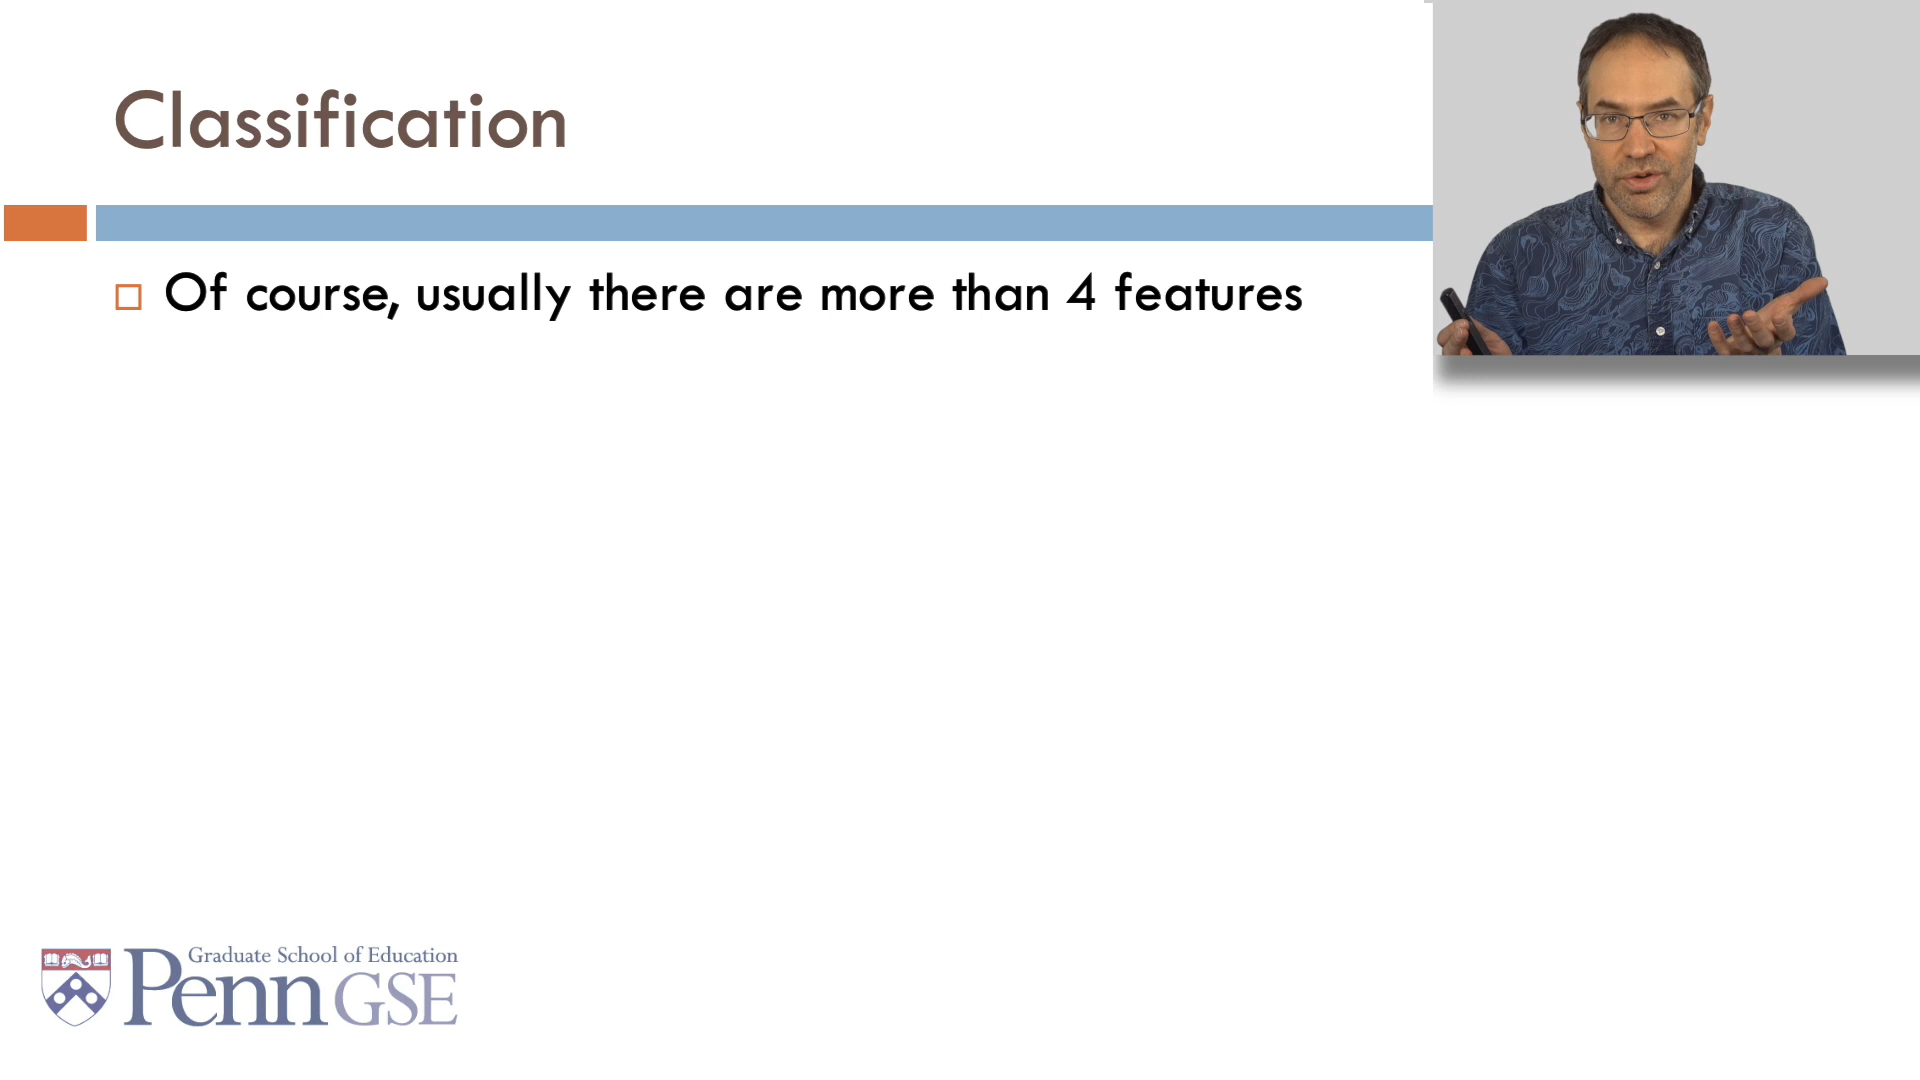 Classification
Of course, usually there are more than 4 features
Graduate School of Education
Penn GSE